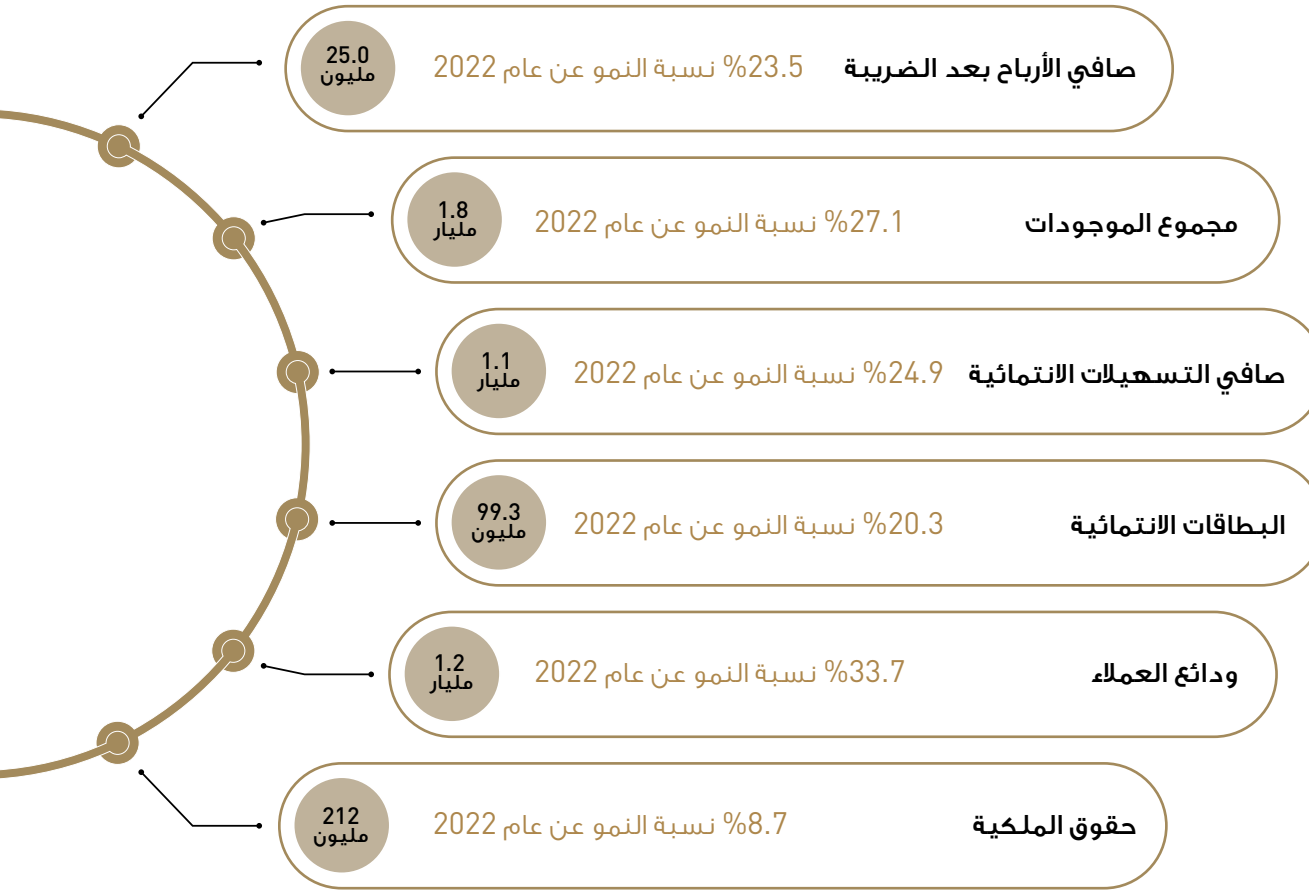 صافي الأرباح بعد الضريبة 23.5% نسبة النمو عن عام 2022
25.0
مليون
مجموع الموجودات 27.1% نسبة النمو عن عام 2022
1.8
مليار
صافي التسهيلات الانتمائية 24.9% نسبة النمو عن عام 2022
1.1
مليار
البطاقات الانتمائية 20.3% نسبة النمو عن عام 2022
99.3
مليون
ودائع العملاء 33.7% نسبة النمو عن عام 2022
1.2
مليار
حقوق الملكية 8.7% نسبة النمو عن عام 2022
212
مليون